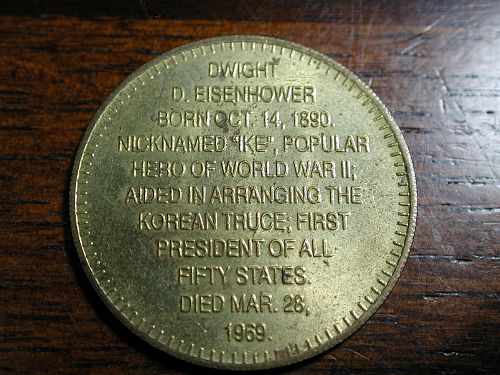 DWIGHT
D. EISENHOWER
BORN OCT. 14, 1890.
NICKNAMED "IKE", POPULAR
HERO OF WORLD WAR II;
AIDED IN ARRANGING THE
KOREAN TRUCE; FIRST
PRESIDENT OF ALL
FIFTY STATES.
DIED MAR. 28,
1969.